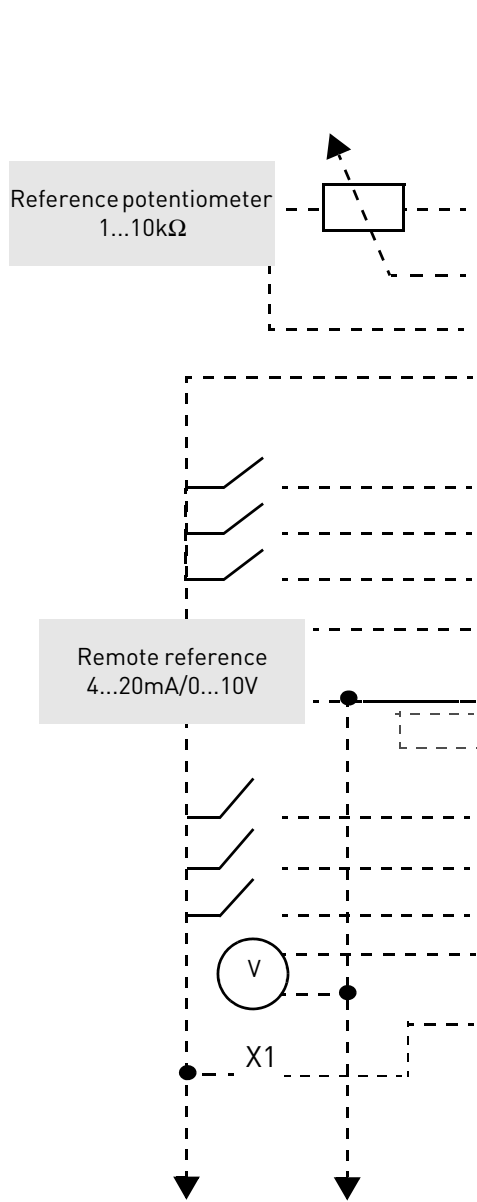 Reference potentiometer
1...10kΩ
Remote reference
4...20mA/0...10V
V
X1